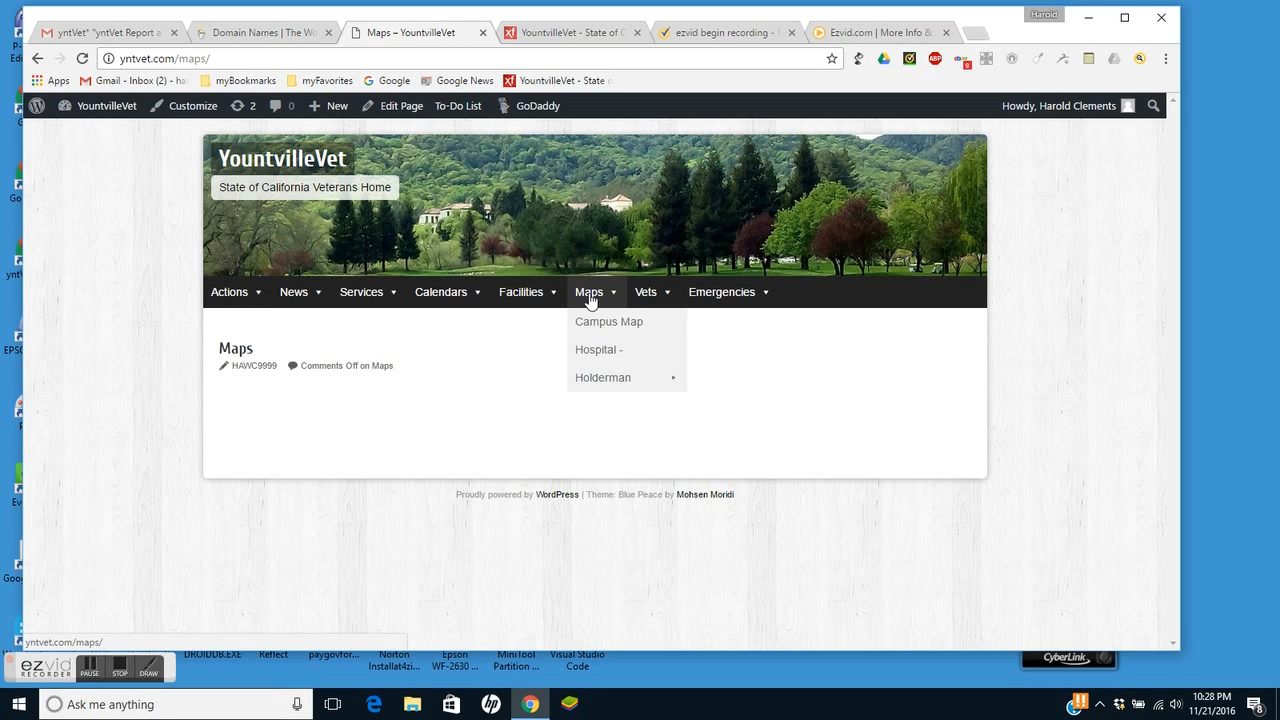 Harold
yntVet" "yntVet Report a
Domain Names | The Wo
Maps – YountvilleVet
YountvilleVet - State of
ezvid begin recording -
Ezvid.com | More Info &
yntvet.com/maps/
ABP
9
Apps
Gmail - Inbox (2) - ha
myBookmarks
myFavorites
Google
Google News
xf
YountvilleVet - State o
YountvilleVet
Customize
2
0
New
Edit Page
To-Do List
GoDaddy
Howdy, Harold Clements
YountvilleVet
State of California Veterans Home
Actions
News
Services
Calendars
Facilities
Maps
Vets
Emergencies
Campus Map
Hospital -
Holderman
Maps
HAWC9999
Comments Off on Maps
Proudly powered by WordPress | Theme: Blue Peace by Mohsen Moridi
yntvet.com/maps/
ezvid
RECORDER
PAUSE
STOP
DRAW
DROIDDB.EXE
Reflect
paygovfor...
Norton
Installat4zi...
Epson
WF-2630 ...
MiniTool
Partition ...
Visual Studio
Code
CyberLink
Ask me anything
hp
10:28 PM
11/21/2016
8